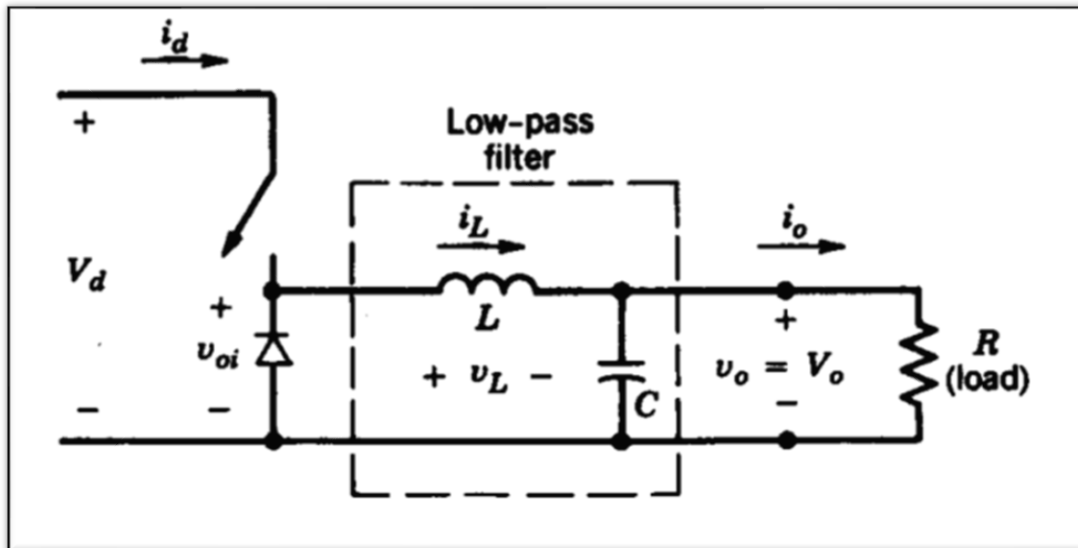 i_d
+
Low-pass
filter
i_L
i_o
V_d
+
v_oi
L
+
R
(load)
+ v_L −
C
v_o = V_o
−
−
−